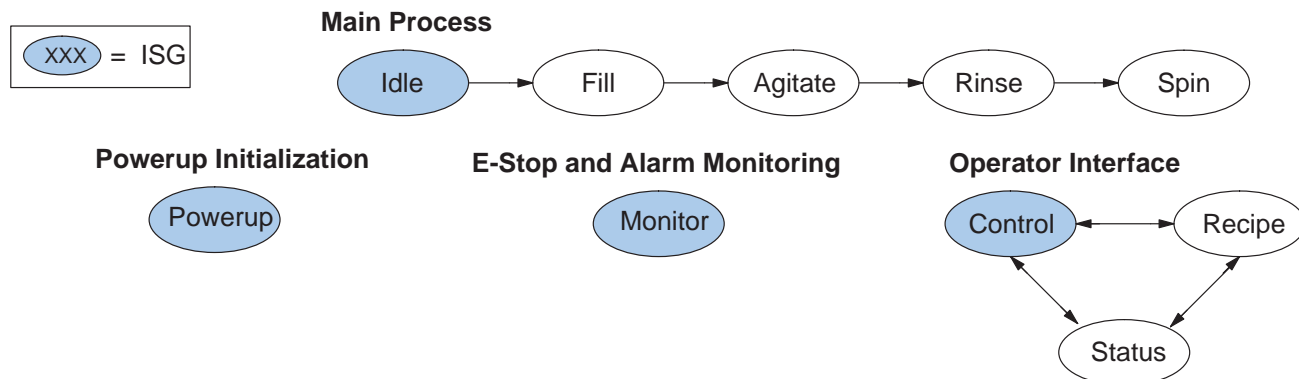 Main Process
XXX = ISG
Idle Fill Agitate Rinse Spin
Powerup Initialization
E-Stop and Alarm Monitoring
Operator Interface
Powerup
Monitor
Control
Recipe
Status